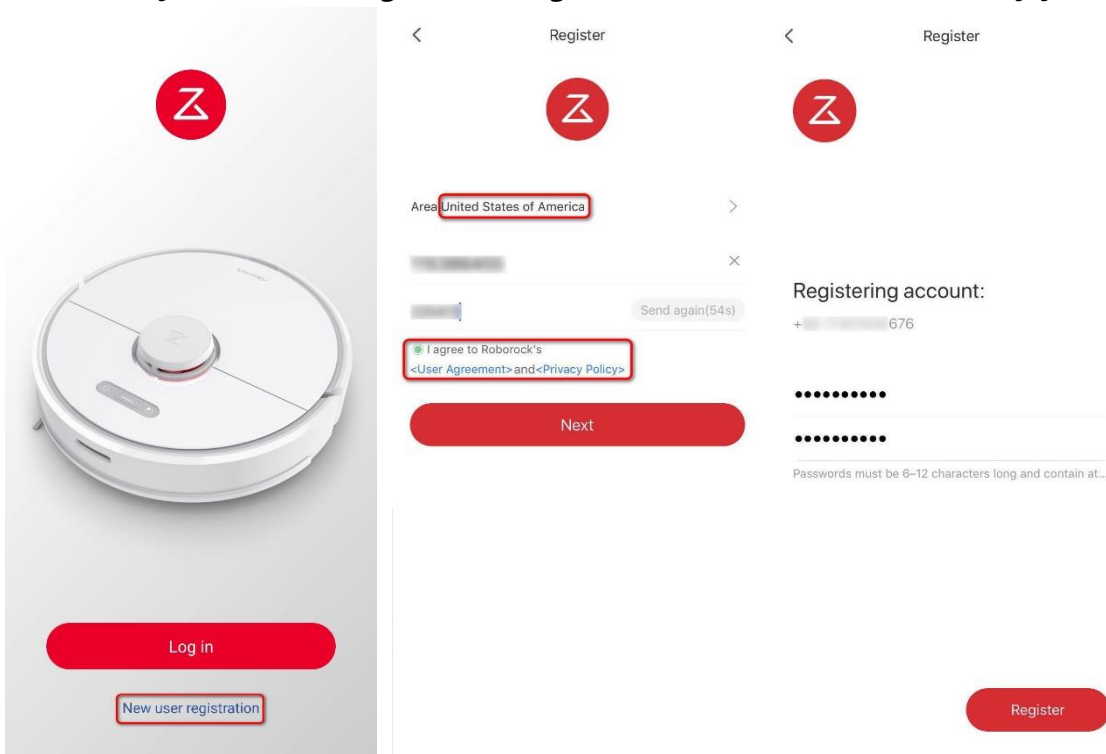 Log in
New user registration
Register
Area United States of America
Send again(54s)
I agree to Roborock's
<User Agreement> and<Privacy Policy>
Next
Register
Registering account:
+ 676
Passwords must be 6–12 characters long and contain at...
Register